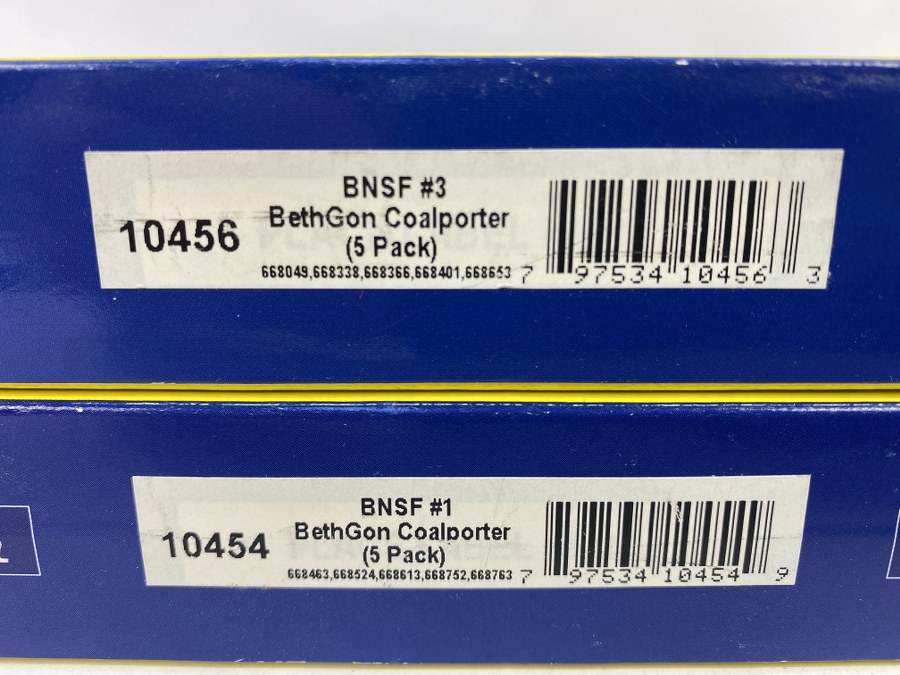 10456
BNSF #3
BethGon Coalporter
(5 Pack)
668049,668338,668366,668401,668653
7 97534 10456 3
10454
BNSF #1
BethGon Coalporter
(5 Pack)
668463,668524,668613,668752,668763
7 97534 10454 9